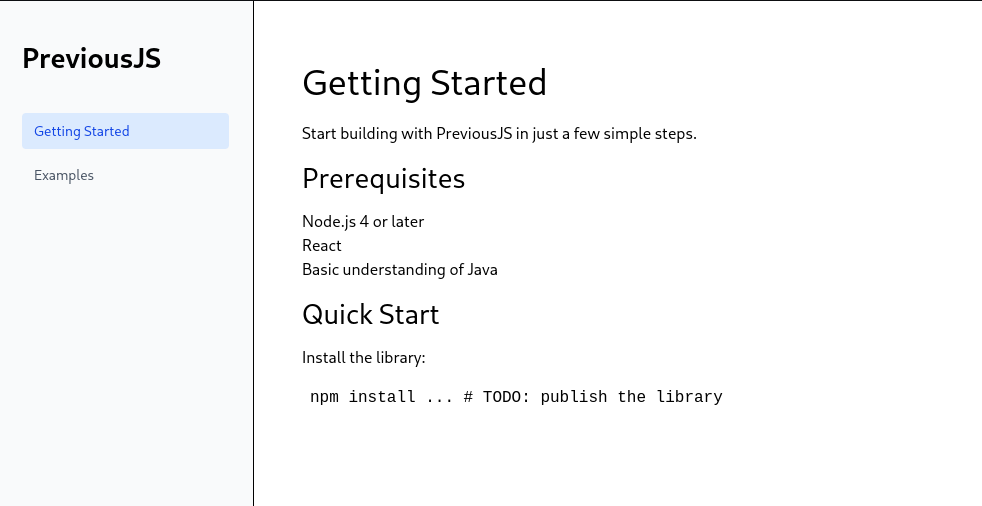 PreviousJS
Getting Started
Examples
Getting Started
Start building with PreviousJS in just a few simple steps.
Prerequisites
Node.js 4 or later
React
Basic understanding of Java
Quick Start
Install the library:
npm install ... # TODO: publish the library